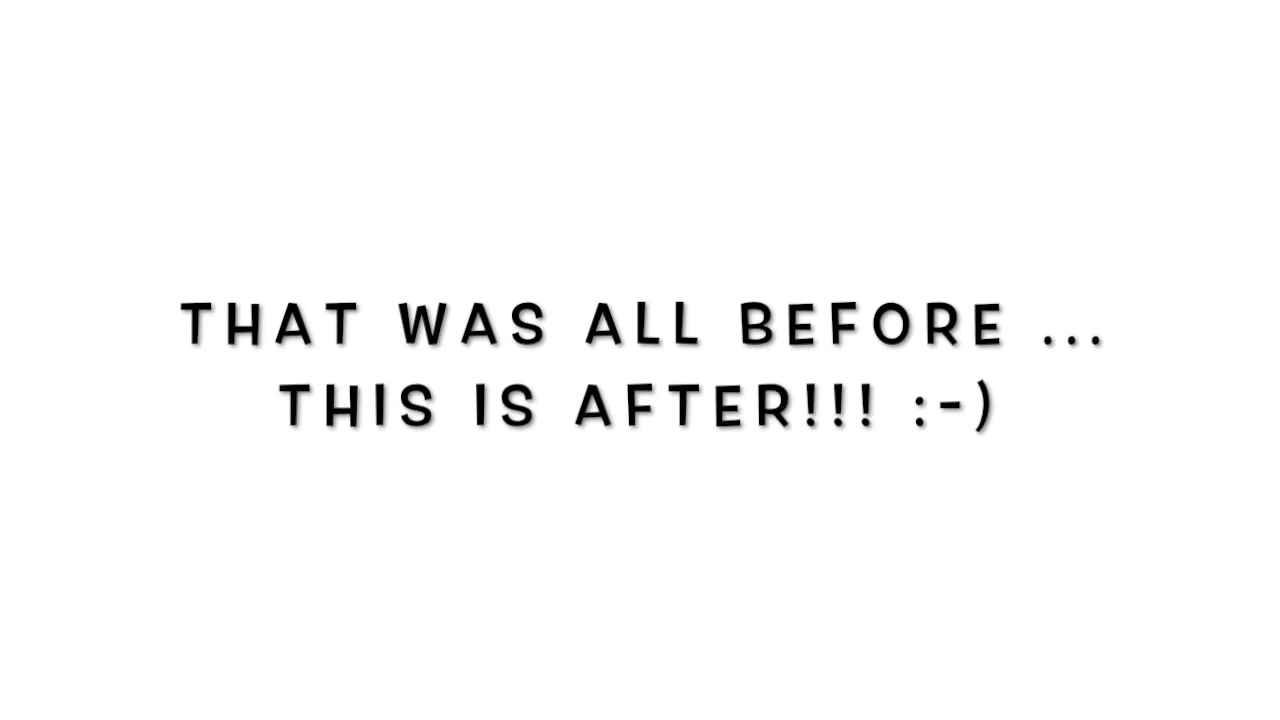 THAT WAS ALL BEFORE ...
THIS IS AFTER!!! :-)